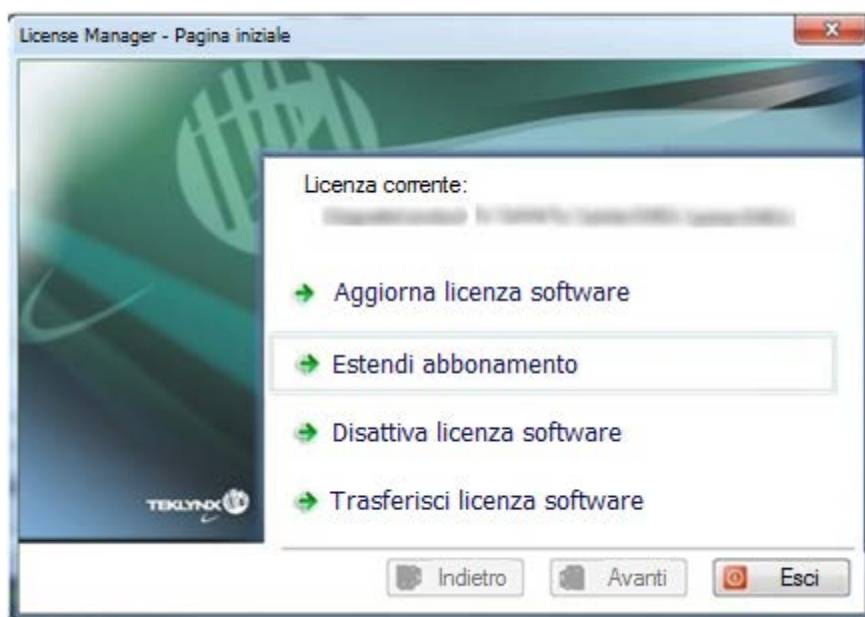 License Manager - Pagina iniziale
Licenza corrente:
Aggiorna licenza software
Estendi abbonamento
Disattiva licenza software
Trasferisci licenza software
TEKLYNX
Indietro
Avanti
Esci